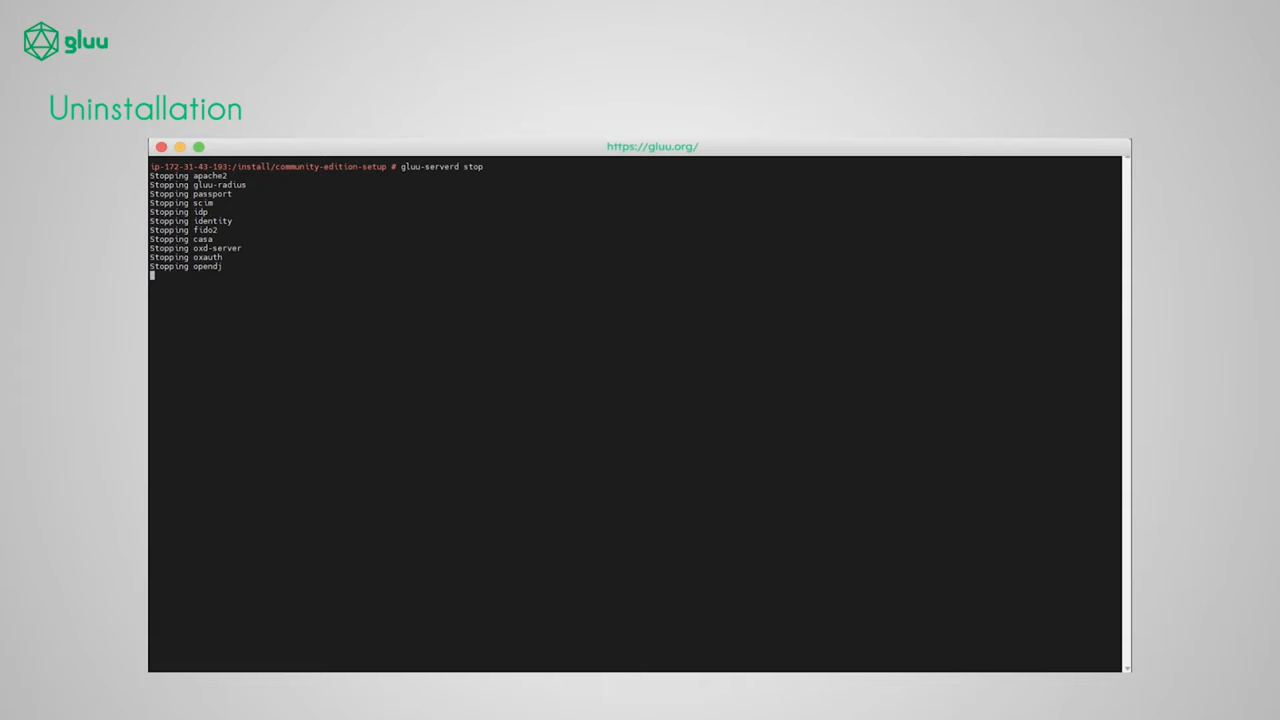 gluu
Uninstallation
https://gluu.org/
ip-172-31-43-193:/install/community-edition-setup # gluu-serverd stop
Stopping apache2
Stopping gluu-radius
Stopping passport
Stopping scim
Stopping idp
Stopping identity
Stopping fido2
Stopping casa
Stopping oxd-server
Stopping oxauth
Stopping opendj